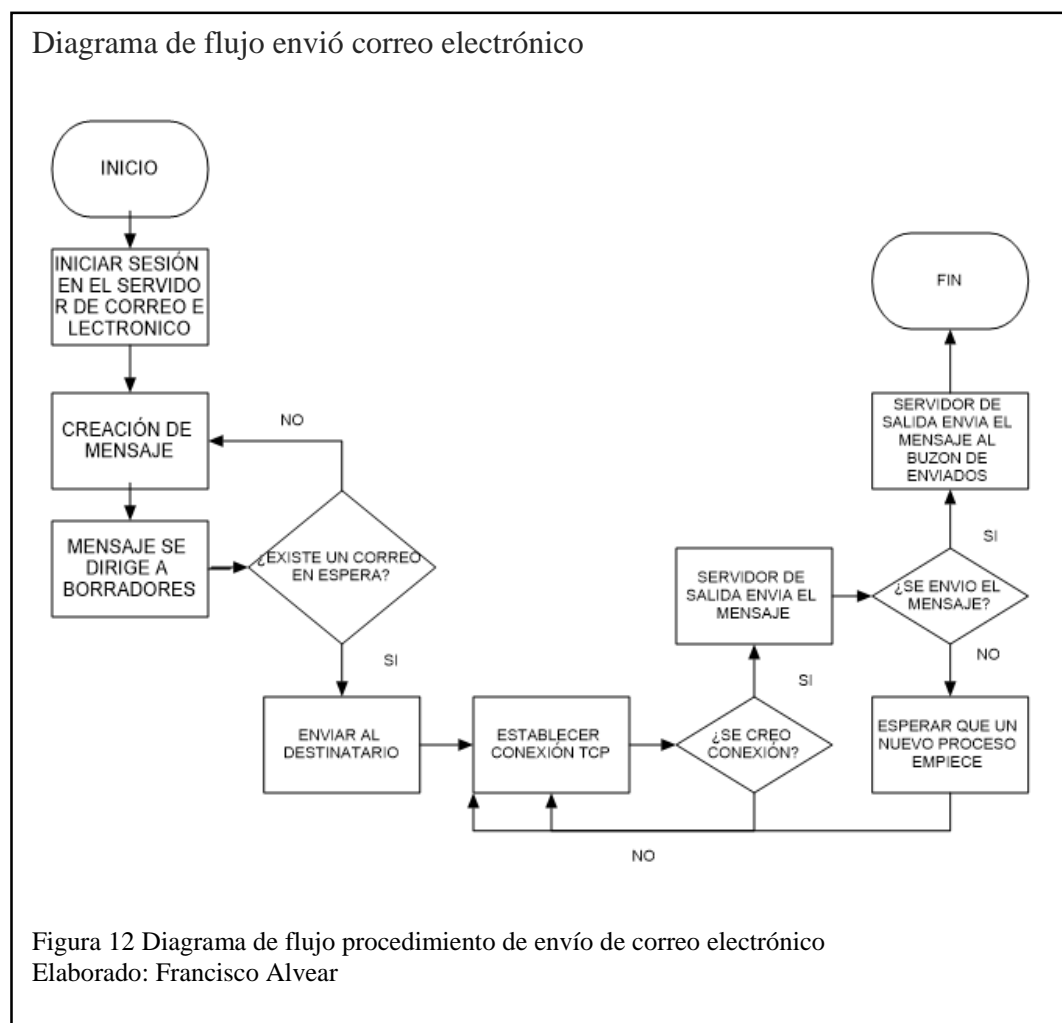 Diagrama de flujo envió correo electrónico
INICIO
INICIAR SESIÓN
EN EL SERVIDO
R DE CORREO E
LECTRONICO
CREACIÓN DE
MENSAJE
MENSAJE SE
DIRIGE A
BORRADORES
NO
¿EXISTE UN CORREO
EN ESPERA?
SI
ENVIAR AL
DESTINATARIO
ESTABLECER
CONEXIÓN TCP
¿SE CREO
CONEXIÓN?
NO
SI
SERVIDOR DE
SALIDA ENVIA EL
MENSAJE
¿SE ENVIO EL
MENSAJE?
NO
ESPERAR QUE UN
NUEVO PROCESO
EMPIECE
SI
SERVIDOR DE
SALIDA ENVIA EL
MENSAJE AL
BUZON DE
ENVIADOS
FIN
Figura 12 Diagrama de flujo procedimiento de envío de correo electrónico
Elaborado: Francisco Alvear